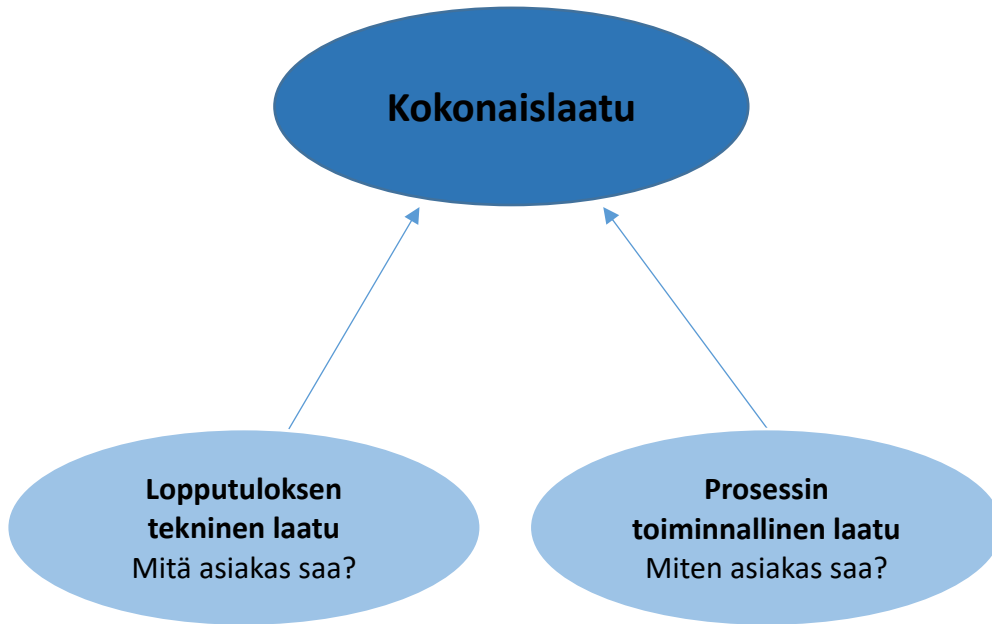 Kokonaislaatu
Lopputuloksen
tekninen laatu
Mitä asiakas saa?
Prosessin
toiminnallinen laatu
Miten asiakas saa?